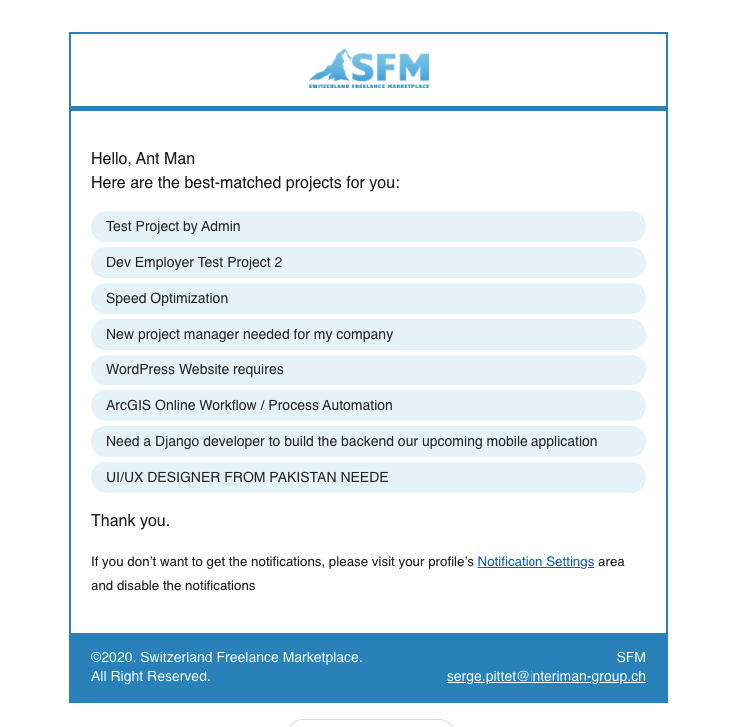 SFM
SWITZERLAND FREELANCE MARKETPLACE
Hello, Ant Man
Here are the best-matched projects for you:
Test Project by Admin
Dev Employer Test Project 2
Speed Optimization
New project manager needed for my company
WordPress Website requires
ArcGIS Online Workflow / Process Automation
Need a Django developer to build the backend our upcoming mobile application
UI/UX DESIGNER FROM PAKISTAN NEEDE
Thank you.
If you don’t want to get the notifications, please visit your profile’s Notification Settings area
and disable the notifications
©2020. Switzerland Freelance Marketplace.
All Right Reserved.
SFM
serge.pittet@interiman-group.ch